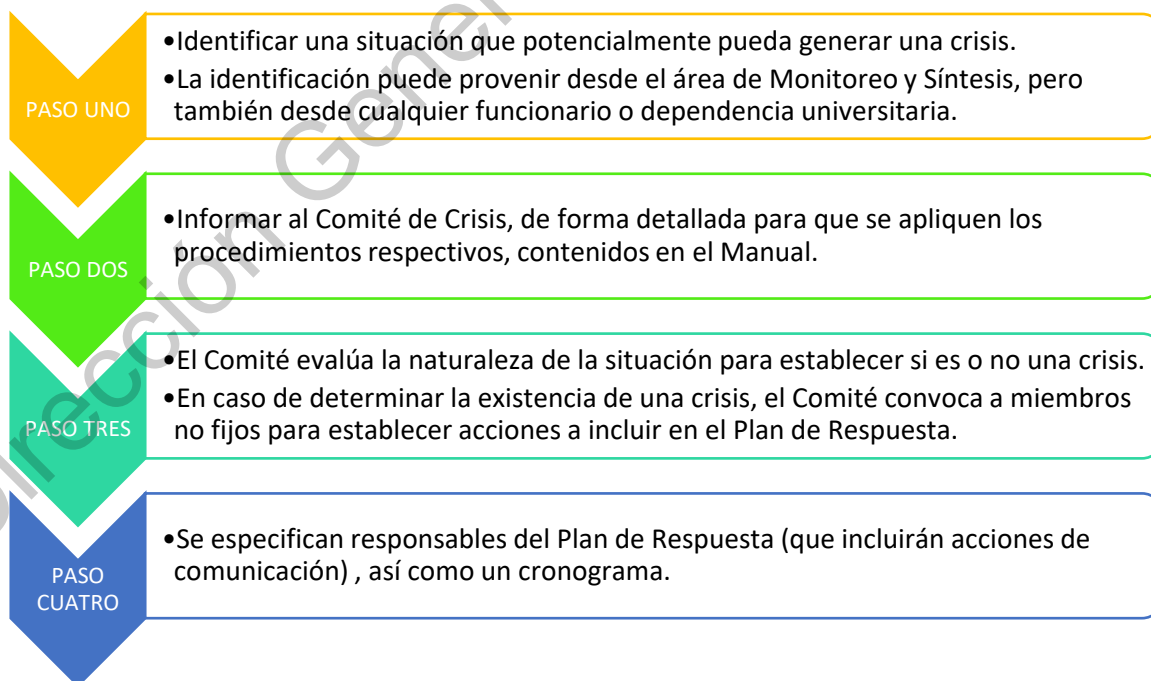 •Identificar una situación que potencialmente pueda generar una crisis.
•La identificación puede provenir desde el área de Monitoreo y Síntesis, pero
también desde cualquier funcionario o dependencia universitaria.
PASO UNO
•Informar al Comité de Crisis, de forma detallada para que se apliquen los
procedimientos respectivos, contenidos en el Manual.
PASO DOS
•El Comité evalúa la naturaleza de la situación para establecer si es o no una crisis.
•En caso de determinar la existencia de una crisis, el Comité convoca a miembros
no fijos para establecer acciones a incluir en el Plan de Respuesta.
PASO TRES
•Se especifican responsables del Plan de Respuesta (que incluirán acciones de
comunicación) , así como un cronograma.
PASO
CUATRO
Dirección Gener